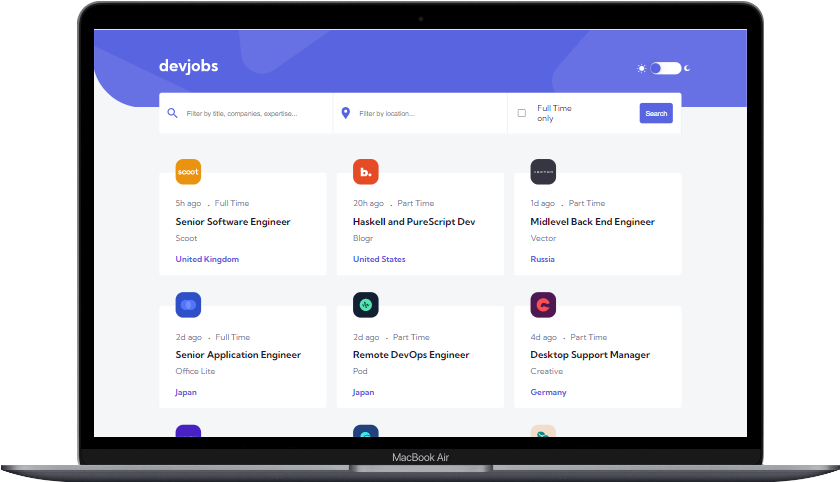 devjobs
Filter by title, companies, expertise...
Filter by location...
Full Time
only
Search
scoot
b.
5h ago . Full Time
20h ago . Part Time
1d ago . Part Time
Senior Software Engineer
Haskell and PureScript Dev
Midlevel Back End Engineer
Scoot
Blogr
Vector
United Kingdom
United States
Russia
2d ago . Full Time
2d ago . Part Time
4d ago . Part Time
Senior Application Engineer
Remote DevOps Engineer
Desktop Support Manager
Office Lite
Pod
Creative
Japan
Japan
Germany
MacBook Air